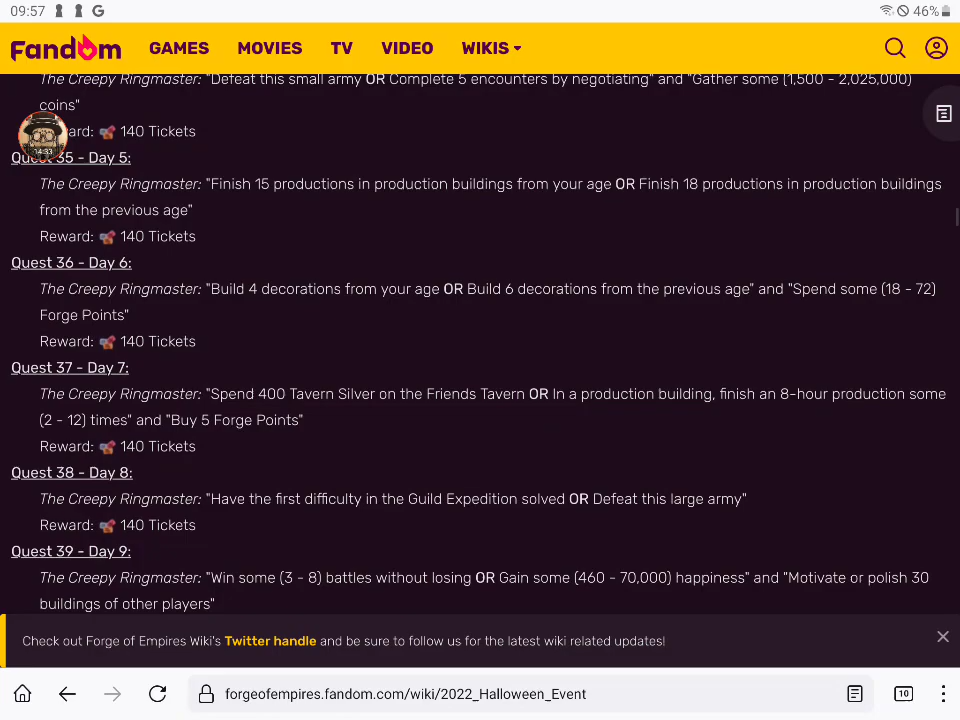 09:57 G 46%
Fandom GAMES MOVIES TV VIDEO WIKIS
The Creepy Ringmaster: "Defeat this small army OR Complete 5 encounters by negotiating" and "Gather some (1,500 - 2,025,000)
coins"
ard: 140 Tickets
14:33
Qu 35 - Day 5:
The Creepy Ringmaster: "Finish 15 productions in production buildings from your age OR Finish 18 productions in production buildings
from the previous age"
Reward: 140 Tickets
Quest 36 - Day 6:
The Creepy Ringmaster: "Build 4 decorations from your age OR Build 6 decorations from the previous age" and "Spend some (18 - 72)
Forge Points"
Reward: 140 Tickets
Quest 37 - Day 7:
The Creepy Ringmaster: "Spend 400 Tavern Silver on the Friends Tavern OR In a production building, finish an 8-hour production some
(2 - 12) times" and "Buy 5 Forge Points"
Reward: 140 Tickets
Quest 38 - Day 8:
The Creepy Ringmaster: "Have the first difficulty in the Guild Expedition solved OR Defeat this large army"
Reward: 140 Tickets
Quest 39 - Day 9:
The Creepy Ringmaster: "Win some (3 - 8) battles without losing OR Gain some (460 - 70,000) happiness" and "Motivate or polish 30
buildings of other players"
Check out Forge of Empires Wiki's Twitter handle and be sure to follow us for the latest wiki related updates!
forgeofempires.fandom.com/wiki/2022_Halloween_Event 10